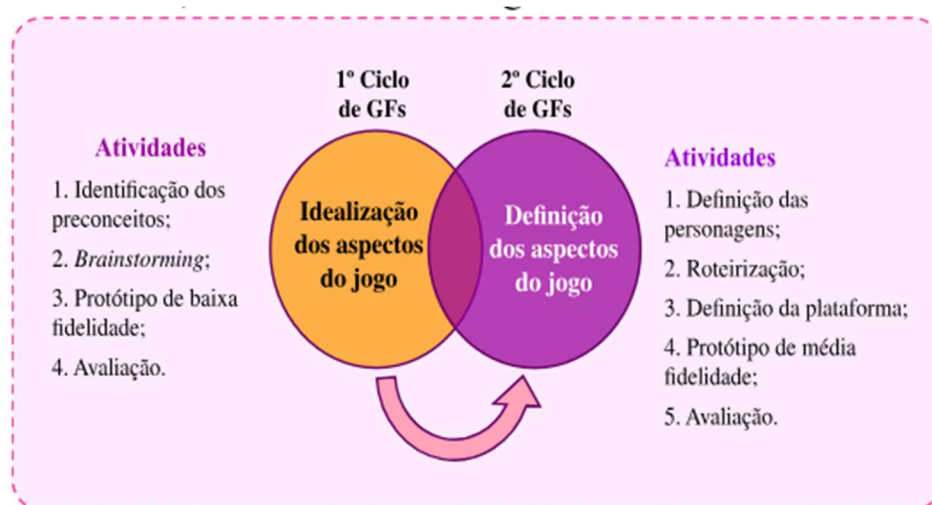 1º Ciclo
de GFs
2º Ciclo
de GFs
Atividades
1. Identificação dos
preconceitos;
2. Brainstorming;
3. Protótipo de baixa
fidelidade;
4. Avaliação.
Idealização
dos aspectos
do jogo
Definição
dos aspectos
do jogo
Atividades
1. Definição das
personagens;
2. Roteirização;
3. Definição da plataforma;
4. Protótipo de média
fidelidade;
5. Avaliação.